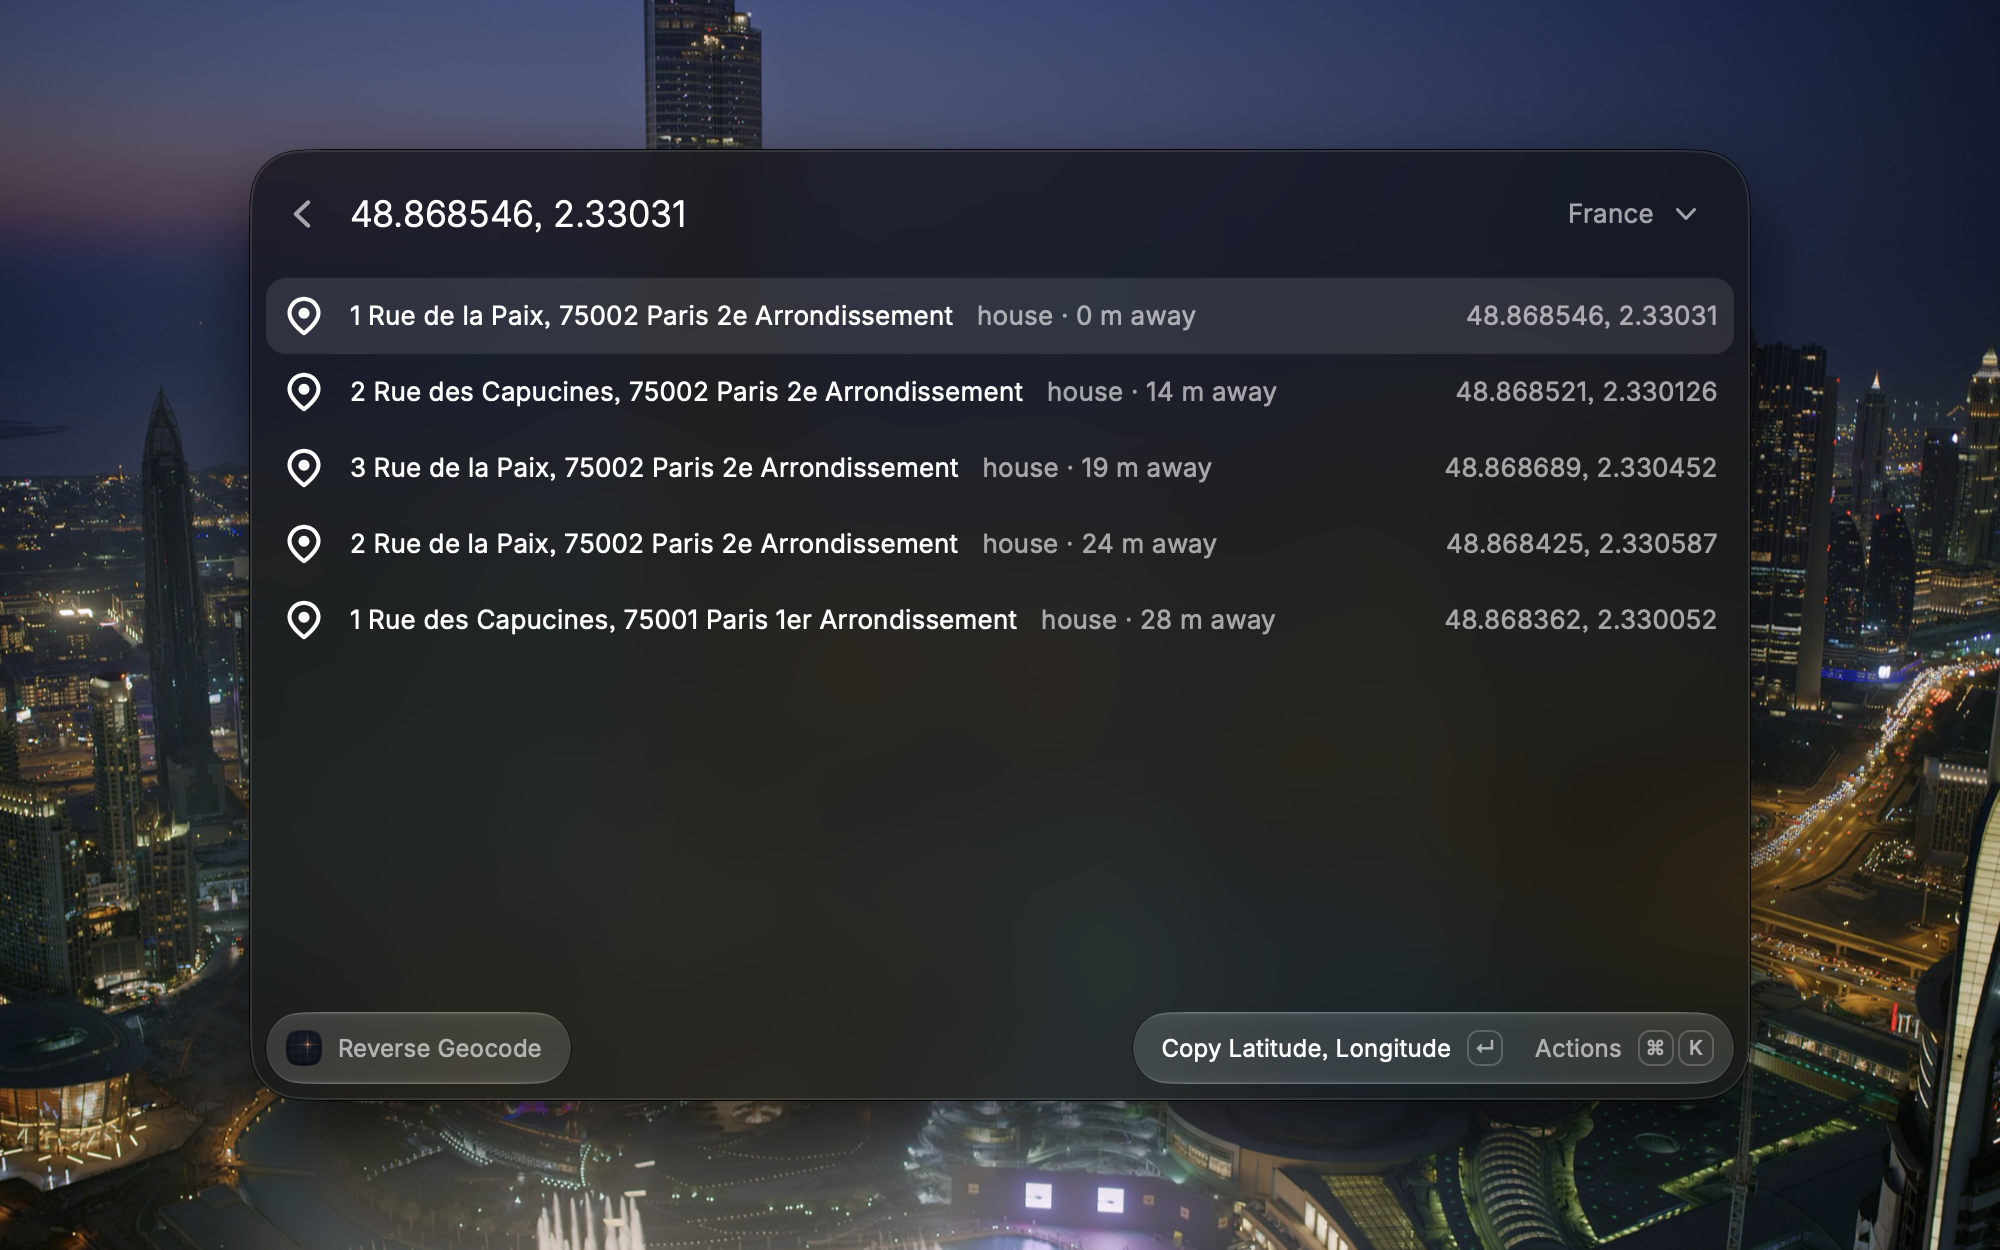 48.868546, 2.33031
France
1 Rue de la Paix, 75002 Paris 2e Arrondissement house · 0 m away 48.868546, 2.33031
2 Rue des Capucines, 75002 Paris 2e Arrondissement house · 14 m away 48.868521, 2.330126
3 Rue de la Paix, 75002 Paris 2e Arrondissement house · 19 m away 48.868689, 2.330452
2 Rue de la Paix, 75002 Paris 2e Arrondissement house · 24 m away 48.868425, 2.330587
1 Rue des Capucines, 75001 Paris 1er Arrondissement house · 28 m away 48.868362, 2.330052
Reverse Geocode
Copy Latitude, Longitude ↵ Actions ⌘ K